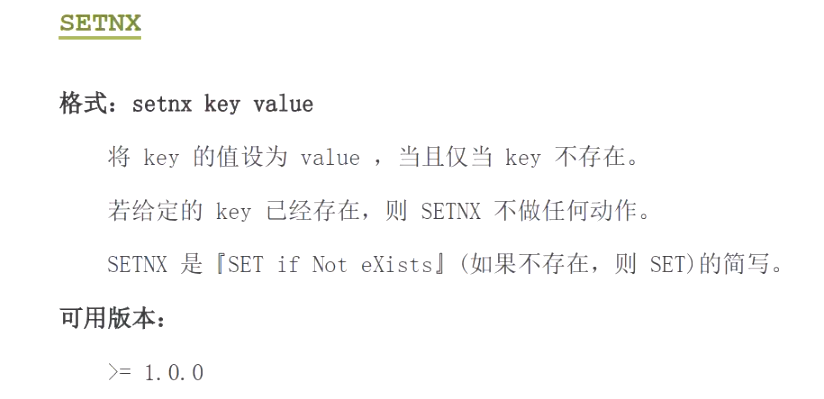 SETNX
格式：setnx key value
将 key 的值设为 value ，当且仅当 key 不存在。
若给定的 key 已经存在，则 SETNX 不做任何动作。
SETNX 是『SET if Not eXists』(如果不存在，则 SET)的简写。
可用版本：
>= 1.0.0